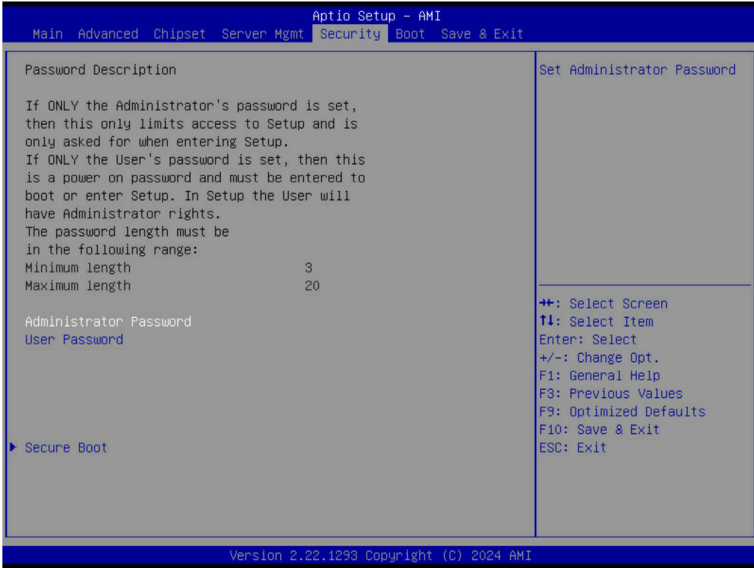 Aptio Setup – AMI
Main Advanced Chipset Server Mgmt Security Boot Save & Exit
Password Description
If ONLY the Administrator's password is set,
then this only limits access to Setup and is
only asked for when entering Setup.
If ONLY the User's password is set, then this
is a power on password and must be entered to
boot or enter Setup. In Setup the User will
have Administrator rights.
The password length must be
in the following range:
Minimum length 3
Maximum length 20
Administrator Password
User Password
Secure Boot
Set Administrator Password
→←: Select Screen
↑↓: Select Item
Enter: Select
+/-: Change Opt.
F1: General Help
F3: Previous Values
F9: Optimized Defaults
F10: Save & Exit
ESC: Exit
Version 2.22.1293 Copyright (C) 2024 AMI